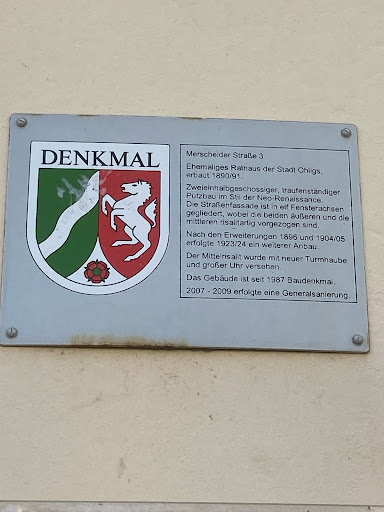 DENKMAL
Merscheider Straße 3
Ehemaliges Rathaus der Stadt Ohligs,
erbaut 1890/91.
Zweieinhalbgeschossiger, traufenständiger
Putzbau im Stil der Neo-Renaissance.
Die Straßenfassade ist in elf Fensterachsen
gegliedert, wobei die beiden äußeren und die
mittleren risalitartig vorgezogen sind.
Nach den Erweiterungen 1896 und 1904/05
erfolgte 1923/24 ein weiterer Anbau.
Der Mittelrisalit wurde mit neuer Turmhaube
und großer Uhr versehen.
Das Gebäude ist seit 1987 Baudenkmal.
2007 - 2009 erfolgte eine Generalsanierung.